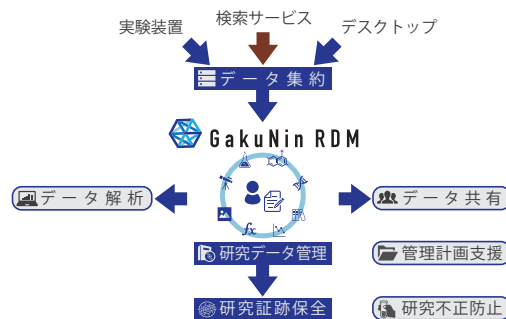 検索サービス
実験装置
デスクトップ
データ集約
GakuNin RDM
データ解析
データ共有
fx
研究データ管理
管理計画支援
研究証跡保全
研究不正防止